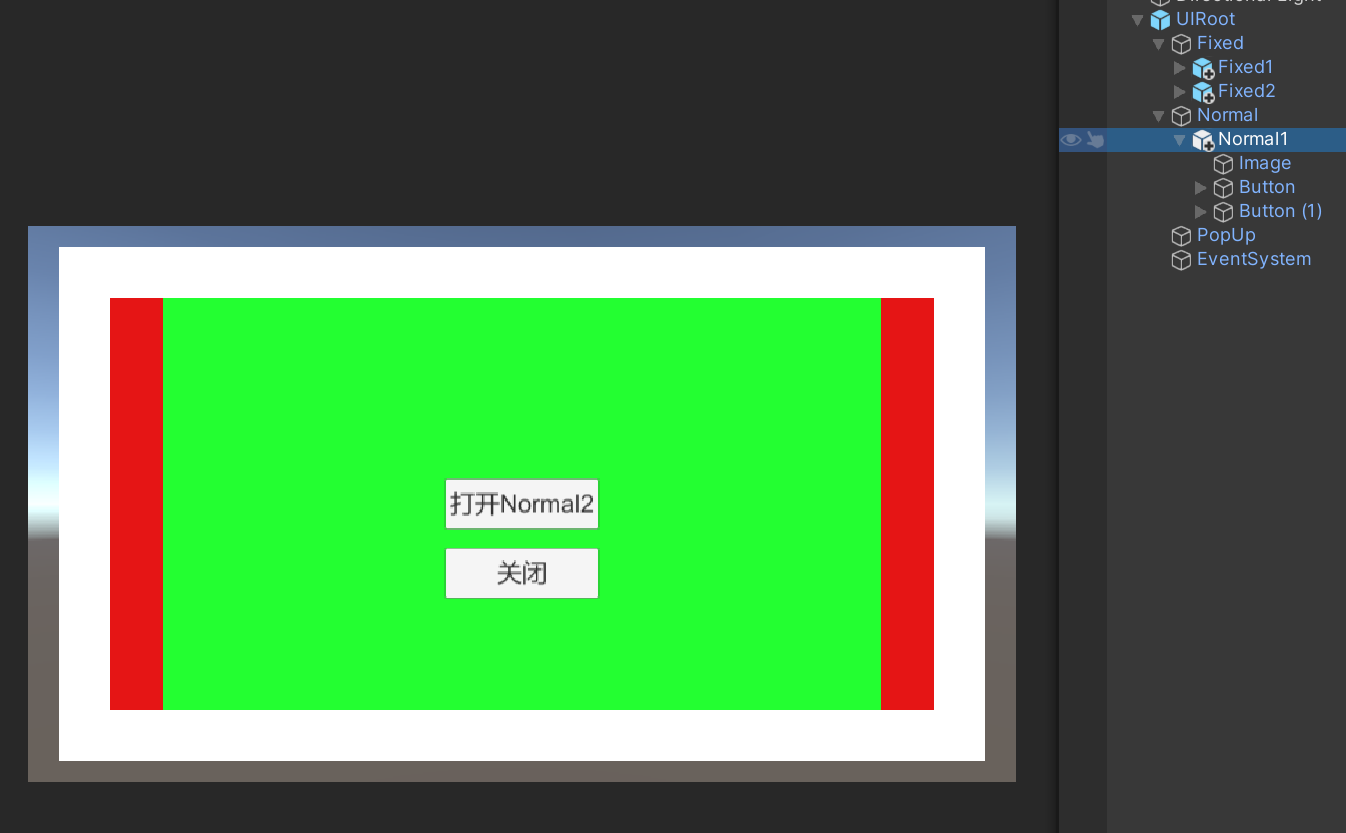 Directional Light
UIRoot
Fixed
Fixed1
Fixed2
Normal
Normal1
Image
Button
Button (1)
PopUp
EventSystem
打开Normal2
关闭